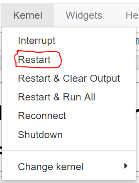 Kernel Widgets He
Interrupt
Restart
Restart & Clear Output
Restart & Run All
Reconnect
Shutdown
Change kernel